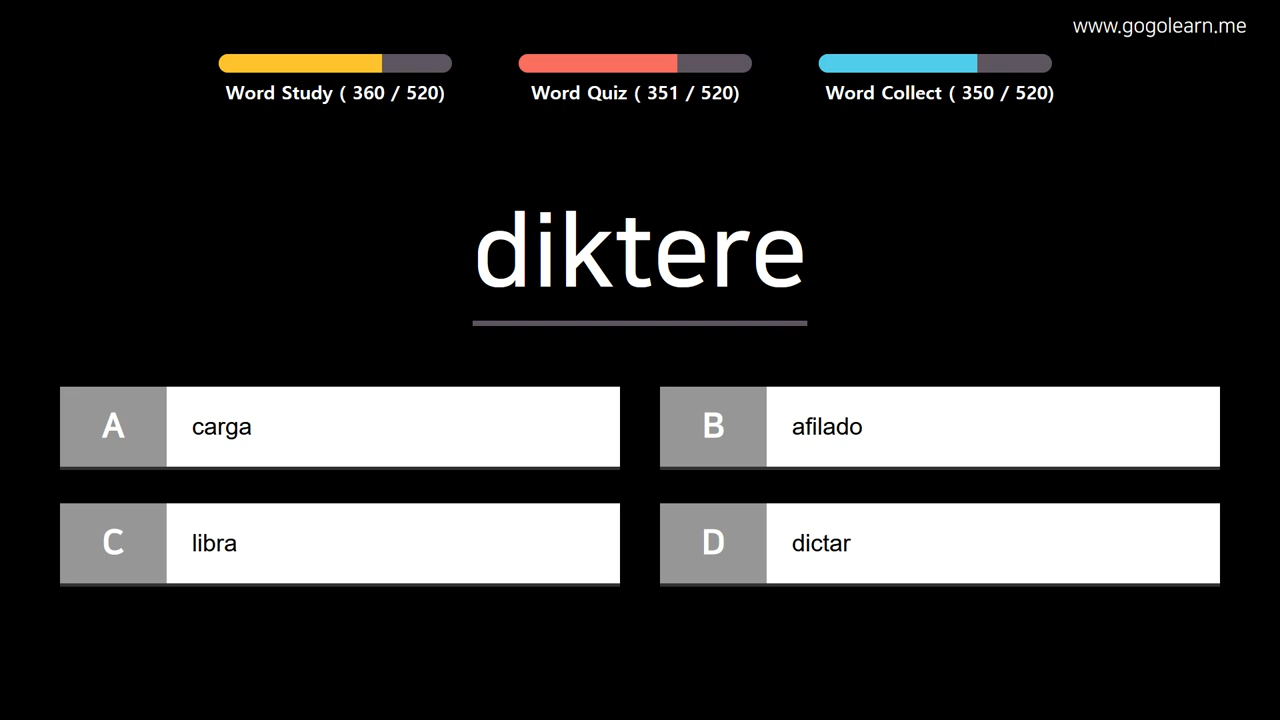 www.gogolearn.me
Word Study ( 360 / 520)
Word Quiz ( 351 / 520)
Word Collect ( 350 / 520)
diktere
A carga
B afilado
C libra
D dictar